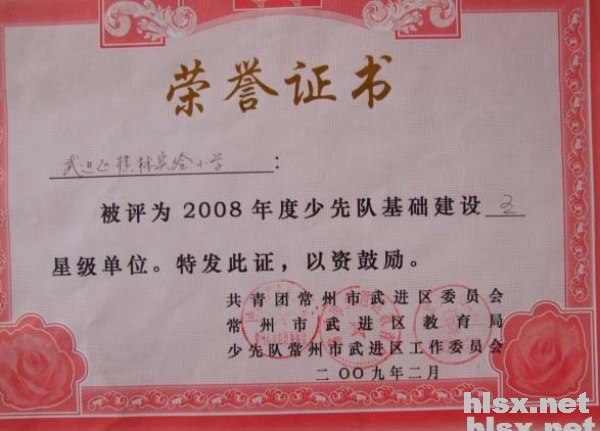 荣誉证书
武进区横林实验小学：
被评为 2008 年度少先队基础建设 五
星级单位。特发此证，以资鼓励。
共青团常州市武进区委员会
常州市武进区教育局
少先队常州市武进区工作委员会
二〇〇九年二月
hlsx.net
hlsx.net